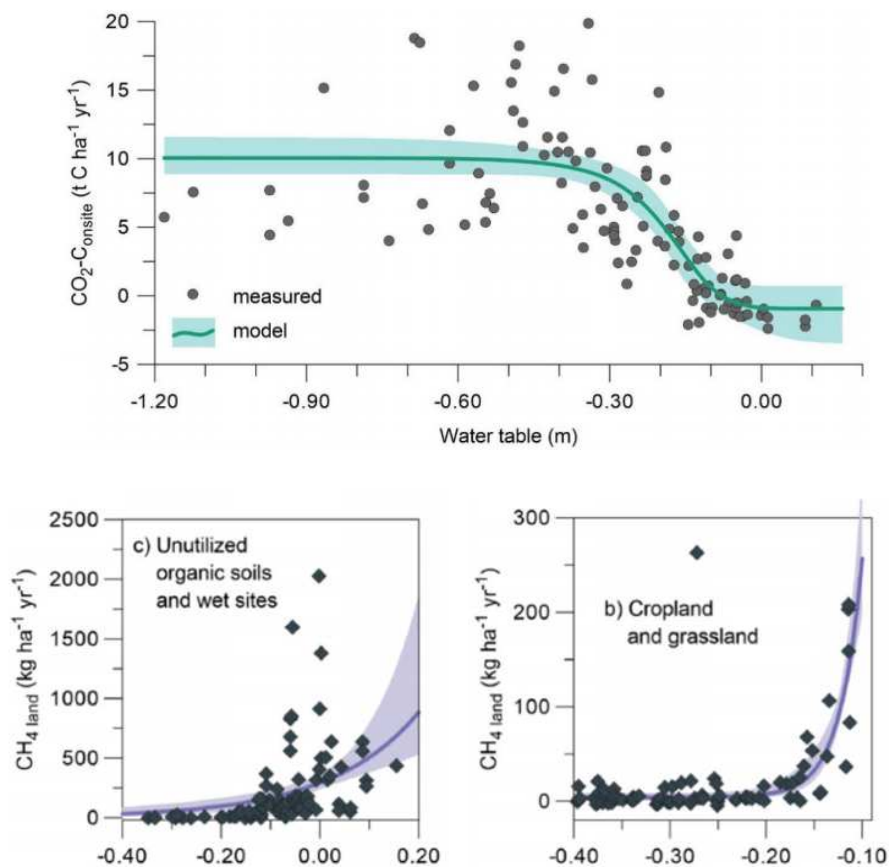 20
15
10
5
0
-5
CO₂-C_onsite (t C ha⁻¹ yr⁻¹)
measured
model
-1.20 -0.90 -0.60 -0.30 0.00
Water table (m)
2500
2000
1500
1000
500
0
CH₄ land (kg ha⁻¹ yr⁻¹)
c) Unutilized
organic soils
and wet sites
-0.40 -0.20 0.00 0.20
300
200
100
0
CH₄ land (kg ha⁻¹ yr⁻¹)
b) Cropland
and grassland
-0.40 -0.30 -0.20 -0.10